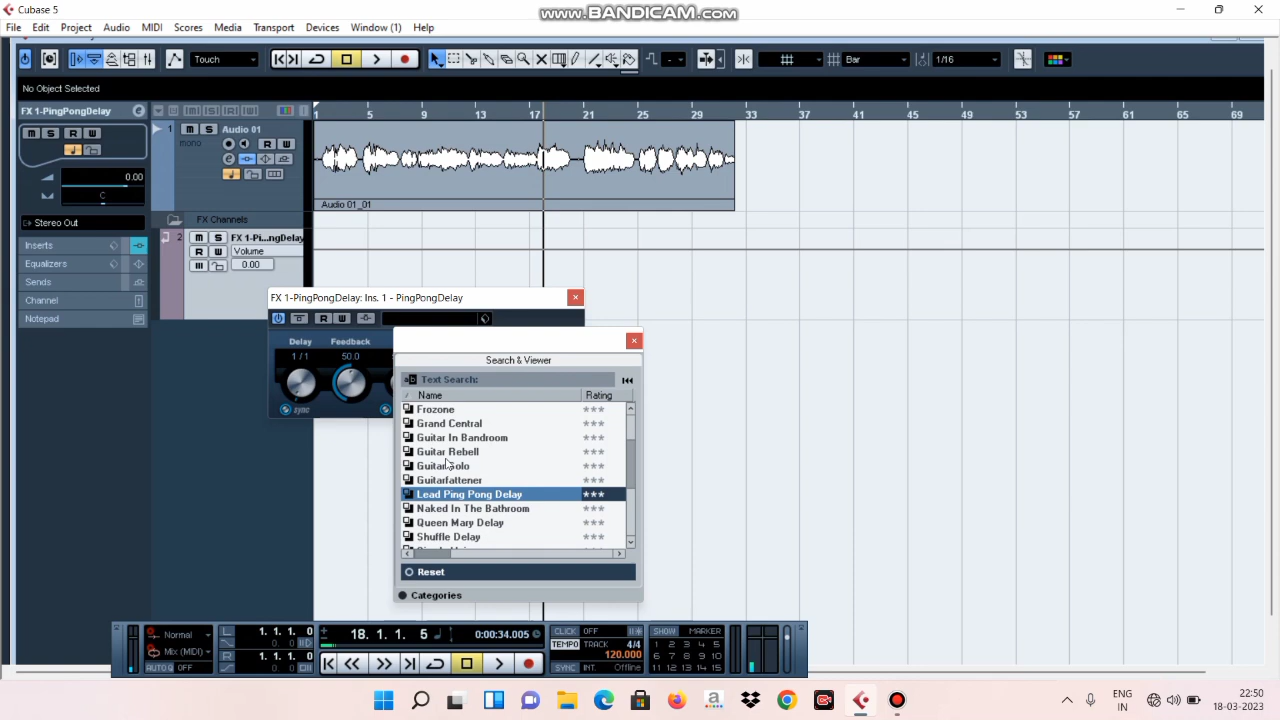 Cubase 5
www.BANDICAM.com
File Edit Project Audio MIDI Scores Media Transport Devices Window (1) Help
Touch
Bar
1/16
No Object Selected
FX 1-PingPongDelay
M S R W
0.00
C
Stereo Out
Inserts
Equalizers
Sends
Channel
Notepad
1 5 9 13 17 21 25 29 33 37 41 45 49 53 57 61 65 69
1 M S Audio 01
mono
R W
Audio 01_01
FX Channels
2 M S FX 1-Pi...ngDelay
R W Volume
0.00
FX 1-PingPongDelay: Ins. 1 - PingPongDelay
R W
Delay Feedback
1/1 50.0
sync
Search & Viewer
Text Search:
Name Rating
Frozone ***
Grand Central ***
Guitar In Bandroom ***
Guitar Rebell ***
Guitar Solo ***
Guitarfattener ***
Lead Ping Pong Delay ***
Naked In The Bathroom ***
Queen Mary Delay ***
Shuffle Delay ***
Reset
Categories
Normal
Mix (MIDI)
AUTO Q OFF
L 1. 1. 1. 0
0 0
R 1. 1. 1. 0
0 0
18. 1. 1. 5 0:00:34.005
CLICK OFF
TEMPO TRACK 4/4
120.000
SYNC INT. Offline
SHOW MARKER
1 2 3 4 5
6 7 8 9 10
11 12 13 14 15
ENG
IN
22:50
18-03-2023